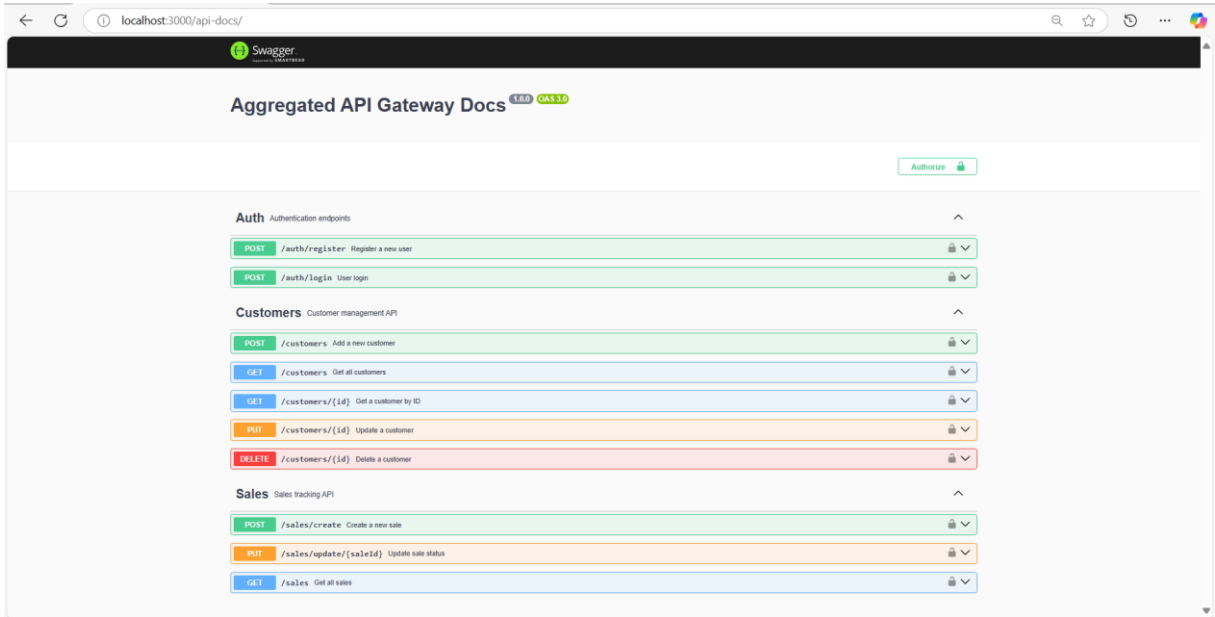 localhost:3000/api-docs/
Swagger.
Supported by SMARTBEAR
Aggregated API Gateway Docs 1.0.0 OAS 3.0
Authorize
Auth Authentication endpoints
POST /auth/register Register a new user
POST /auth/login User login
Customers Customer management API
POST /customers Add a new customer
GET /customers Get all customers
GET /customers/{id} Get a customer by ID
PUT /customers/{id} Update a customer
DELETE /customers/{id} Delete a customer
Sales Sales tracking API
POST /sales/create Create a new sale
PUT /sales/update/{saleId} Update sale status
GET /sales Get all sales